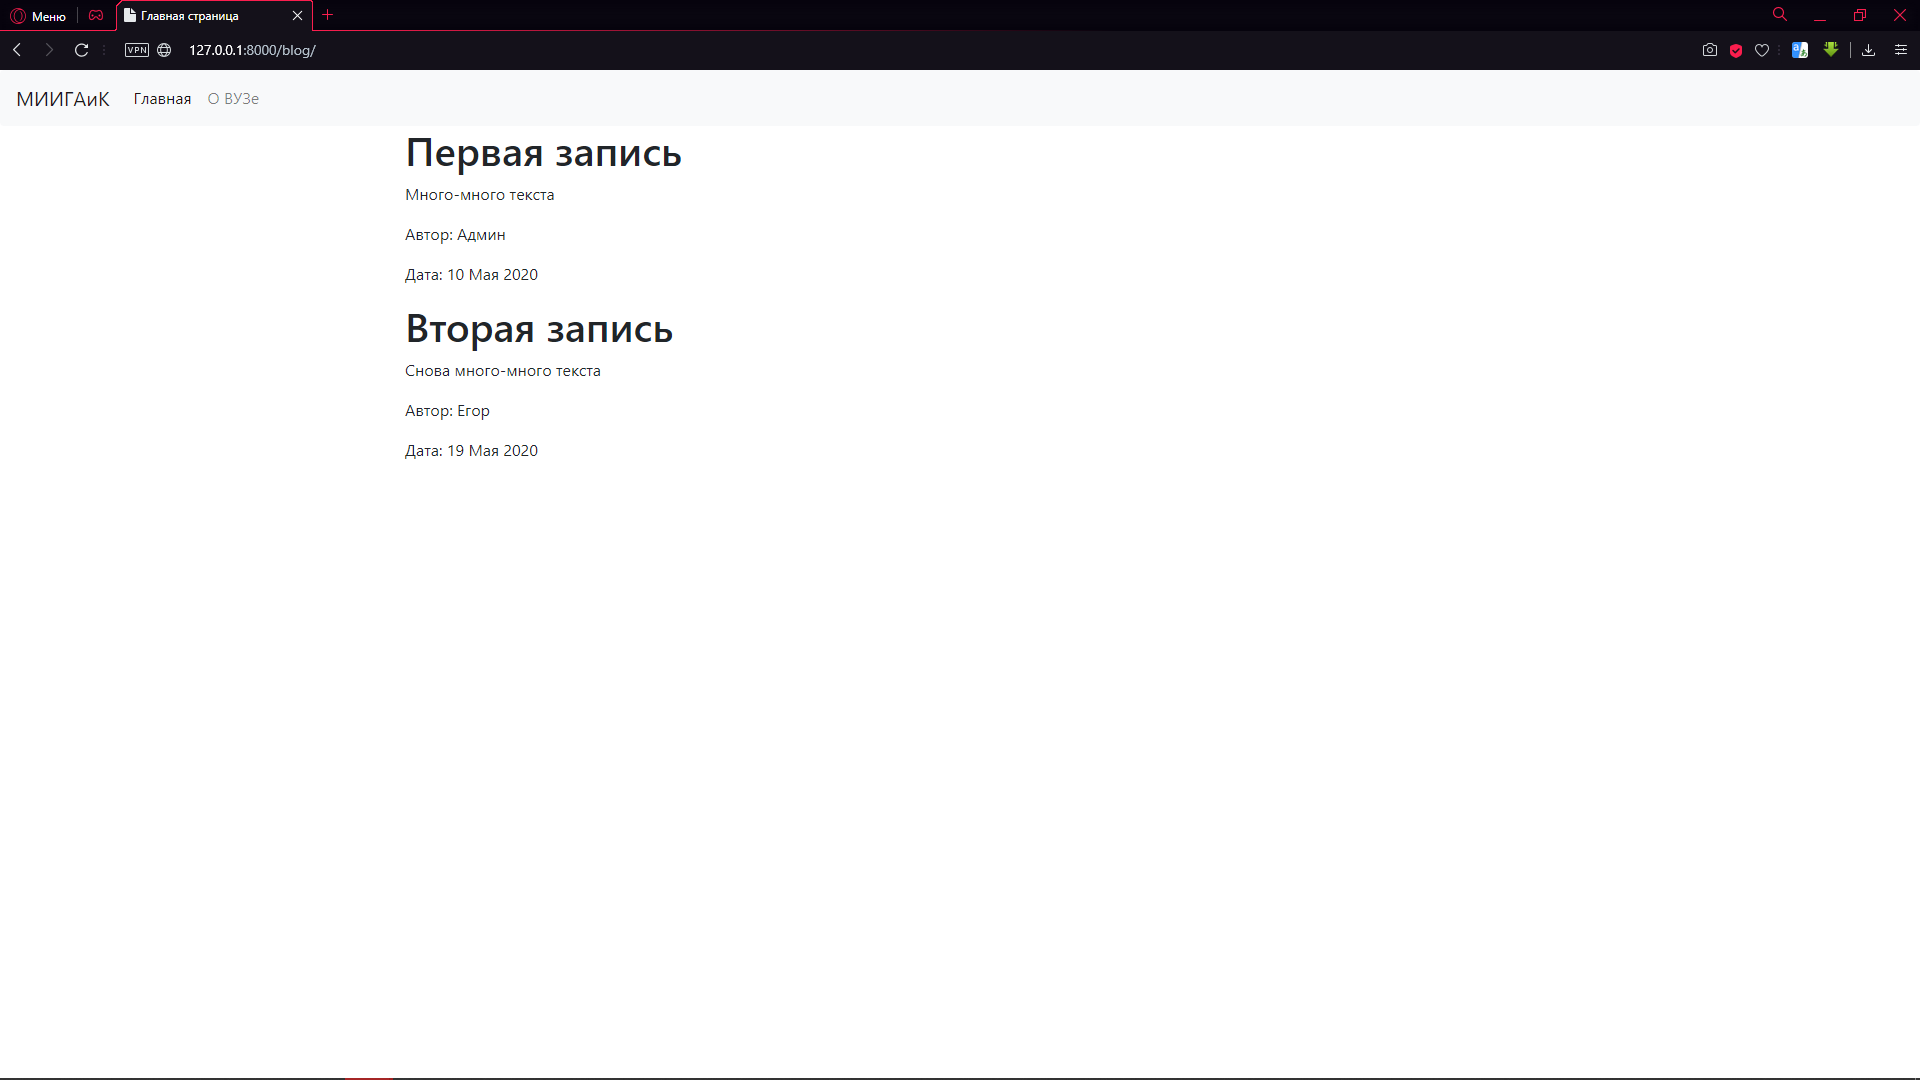 Меню
Главная страница
VPN
127.0.0.1:8000/blog/
МИИГАиК Главная О ВУЗе
Первая запись
Много-много текста
Автор: Админ
Дата: 10 Мая 2020
Вторая запись
Снова много-много текста
Автор: Егор
Дата: 19 Мая 2020